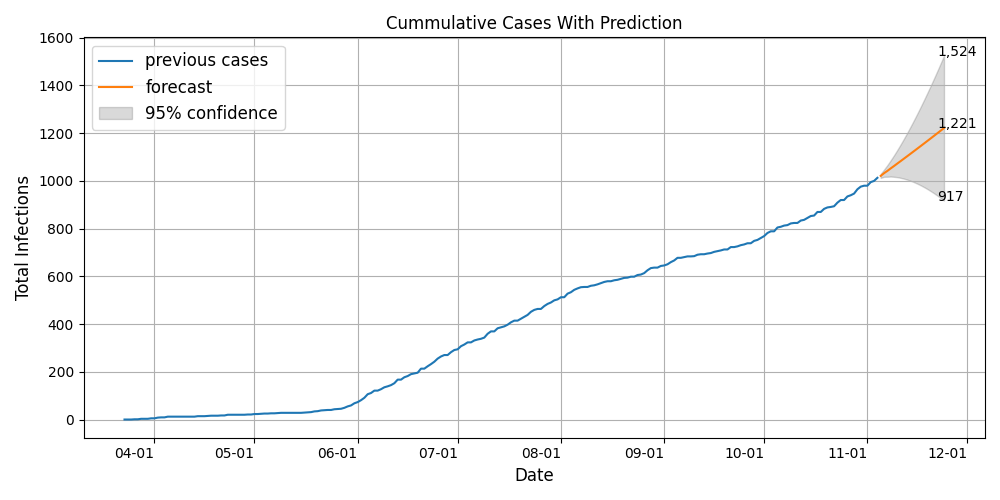 Cummulative Cases With Prediction
1600
1400
1200
1000
800
600
400
200
0
Total Infections
previous cases
forecast
95% confidence
1,524
1,221
917
04-01 05-01 06-01 07-01 08-01 09-01 10-01 11-01 12-01
Date